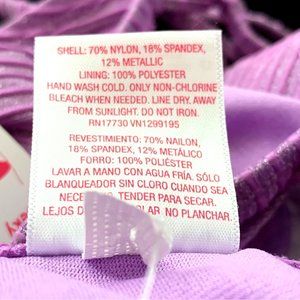 SHELL: 70% NYLON, 18% SPANDEX,
12% METALLIC
LINING: 100% POLYESTER
HAND WASH COLD. ONLY NON-CHLORINE
BLEACH WHEN NEEDED. LINE DRY. AWAY
FROM SUNLIGHT. DO NOT IRON.
RN17730 VN1299195
REVESTIMIENTO: 70% NAILON,
18% SPANDEX, 12% METÁLICO
FORRO: 100% POLIÉSTER
LAVAR A MANO CON AGUA FRÍA. SÓLO
BLANQUEADOR SIN CLORO CUANDO SEA
TENDER PARA SECAR.
LEJOS NO PLANCHAR.